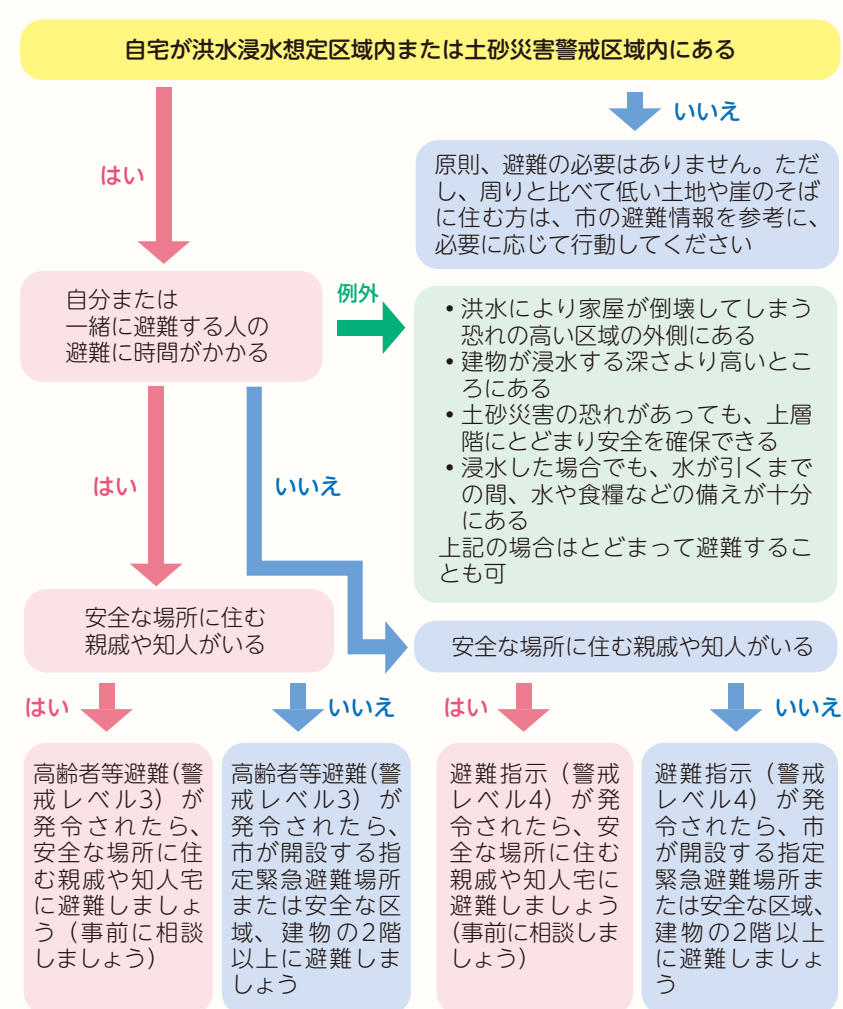 自宅が洪水浸水想定区域内または土砂災害警戒区域内にある
はい
いいえ
原則、避難の必要はありません。ただ
し、周りと比べて低い土地や崖のそば
に住む方は、市の避難情報を参考に、
必要に応じて行動してください
自分または
一緒に避難する人の
避難に時間がかかる
例外
•洪水により家屋が倒壊してしまう
恐れの高い区域の外側にある
•建物が浸水する深さより高いとこ
ろにある
•土砂災害の恐れがあっても、上層
階にとどまり安全を確保できる
•浸水した場合でも、水が引くまで
の間、水や食糧などの備えが十分
にある
上記の場合はとどまって避難するこ
とも可
はい
いいえ
安全な場所に住む
親戚や知人がいる
安全な場所に住む親戚や知人がいる
はい
いいえ
はい
いいえ
高齢者等避難(警
戒レベル3)が
発令されたら、
安全な場所に住
む親戚や知人宅
に避難しましょ
う(事前に相談
しましょう)
高齢者等避難(警
戒レベル3)が
発令されたら、
市が開設する指
定緊急避難場所
または安全な区
域、建物の2階
以上に避難しま
しょう
避難指示(警戒
レベル4)が発
令されたら、安
全な場所に住む
親戚や知人宅に
避難しましょう
(事前に相談しま
しょう)
避難指示(警戒
レベル4)が発
令されたら、市
が開設する指定
緊急避難場所ま
たは安全な区域、
建物の2階以上
に避難しましょ
う